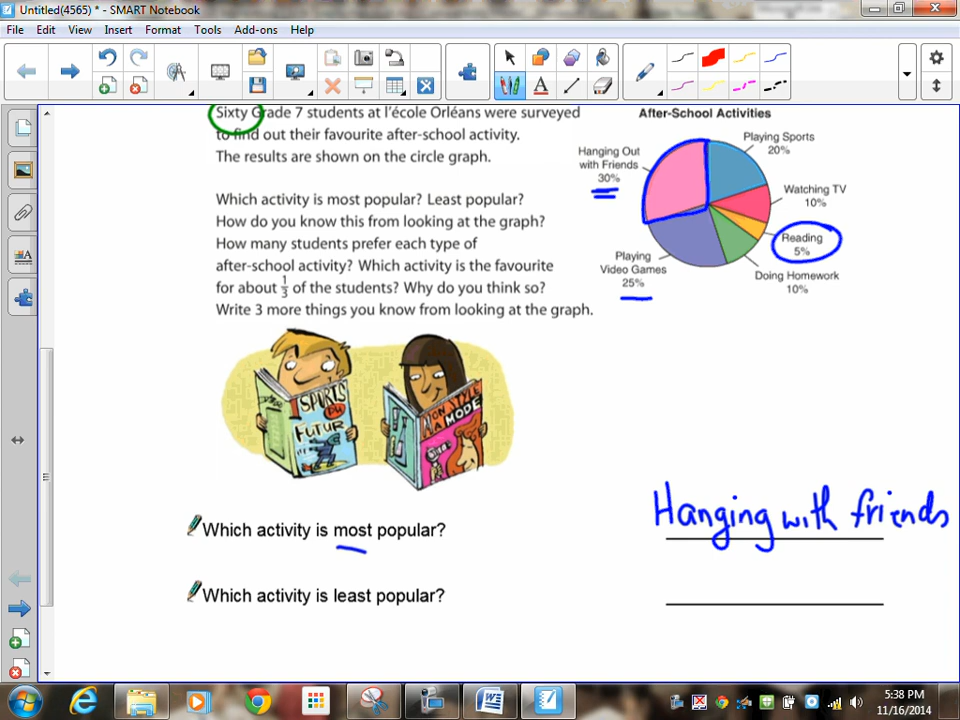 Untitled(4565) * - SMART Notebook
File Edit View Insert Format Tools Add-ons Help
Sixty Grade 7 students at l'école Orléans were surveyed
to find out their favourite after-school activity.
The results are shown on the circle graph.
Which activity is most popular? Least popular?
How do you know this from looking at the graph?
How many students prefer each type of
after-school activity? Which activity is the favourite
for about 1/3 of the students? Why do you think so?
Write 3 more things you know from looking at the graph.
After-School Activities
Hanging Out
with Friends
30%
Playing Sports
20%
Watching TV
10%
Reading
5%
Doing Homework
10%
Playing
Video Games
25%
SPORTS
DU
FUTUR
MON STYLE
LA MODE
Which activity is most popular?
Hanging with friends
Which activity is least popular?
5:38 PM
11/16/2014